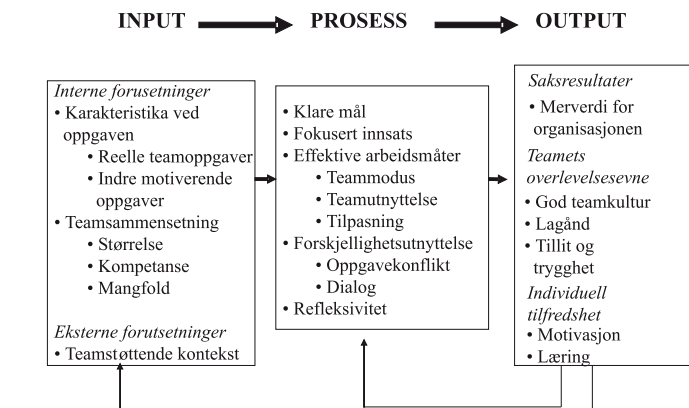 INPUT PROSESS OUTPUT
Interne forusetninger
• Karakteristika ved
oppgaven
• Reelle teamoppgaver
• Indre motiverende
oppgaver
• Teamsammensetning
• Størrelse
• Kompetanse
• Mangfold
Eksterne forutsetninger
• Teamstøttende kontekst
• Klare mål
• Fokusert innsats
• Effektive arbeidsmåter
• Teammodus
• Teamutnyttelse
• Tilpasning
• Forskjellighetsutnyttelse
• Oppgavekonflikt
• Dialog
• Refleksivitet
Saksresultater
• Merverdi for
organisasjonen
Teamets
overlevelsesevne
• God teamkultur
• Lagånd
• Tillit og
trygghet
Individuell
tilfredshet
• Motivasjon
• Læring